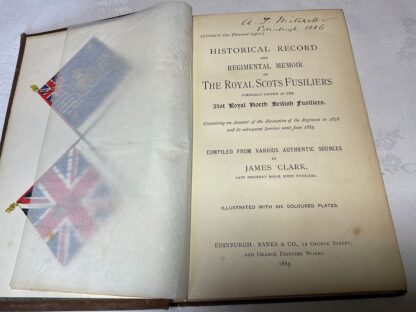 A. F. Mitchell
Edinburgh 1886
(Limited to One Thousand Copies.)
HISTORICAL RECORD
AND
REGIMENTAL MEMOIR
OF
THE ROYAL SCOTS FUSILIERS
FORMERLY KNOWN AS THE
21st Royal North British Fusiliers.
Containing an Account of the Formation of the Regiment in 1678
and its subsequent Services until June 1885.
COMPILED FROM VARIOUS AUTHENTIC SOURCES
BY
JAMES CLARK,
LATE SERGEANT ROYAL SCOTS FUSILIERS.
ILLUSTRATED WITH SIX COLOURED PLATES.
EDINBURGH: BANKS & CO., 12 GEORGE STREET,
AND GRANGE PRINTING WORKS.
1885.